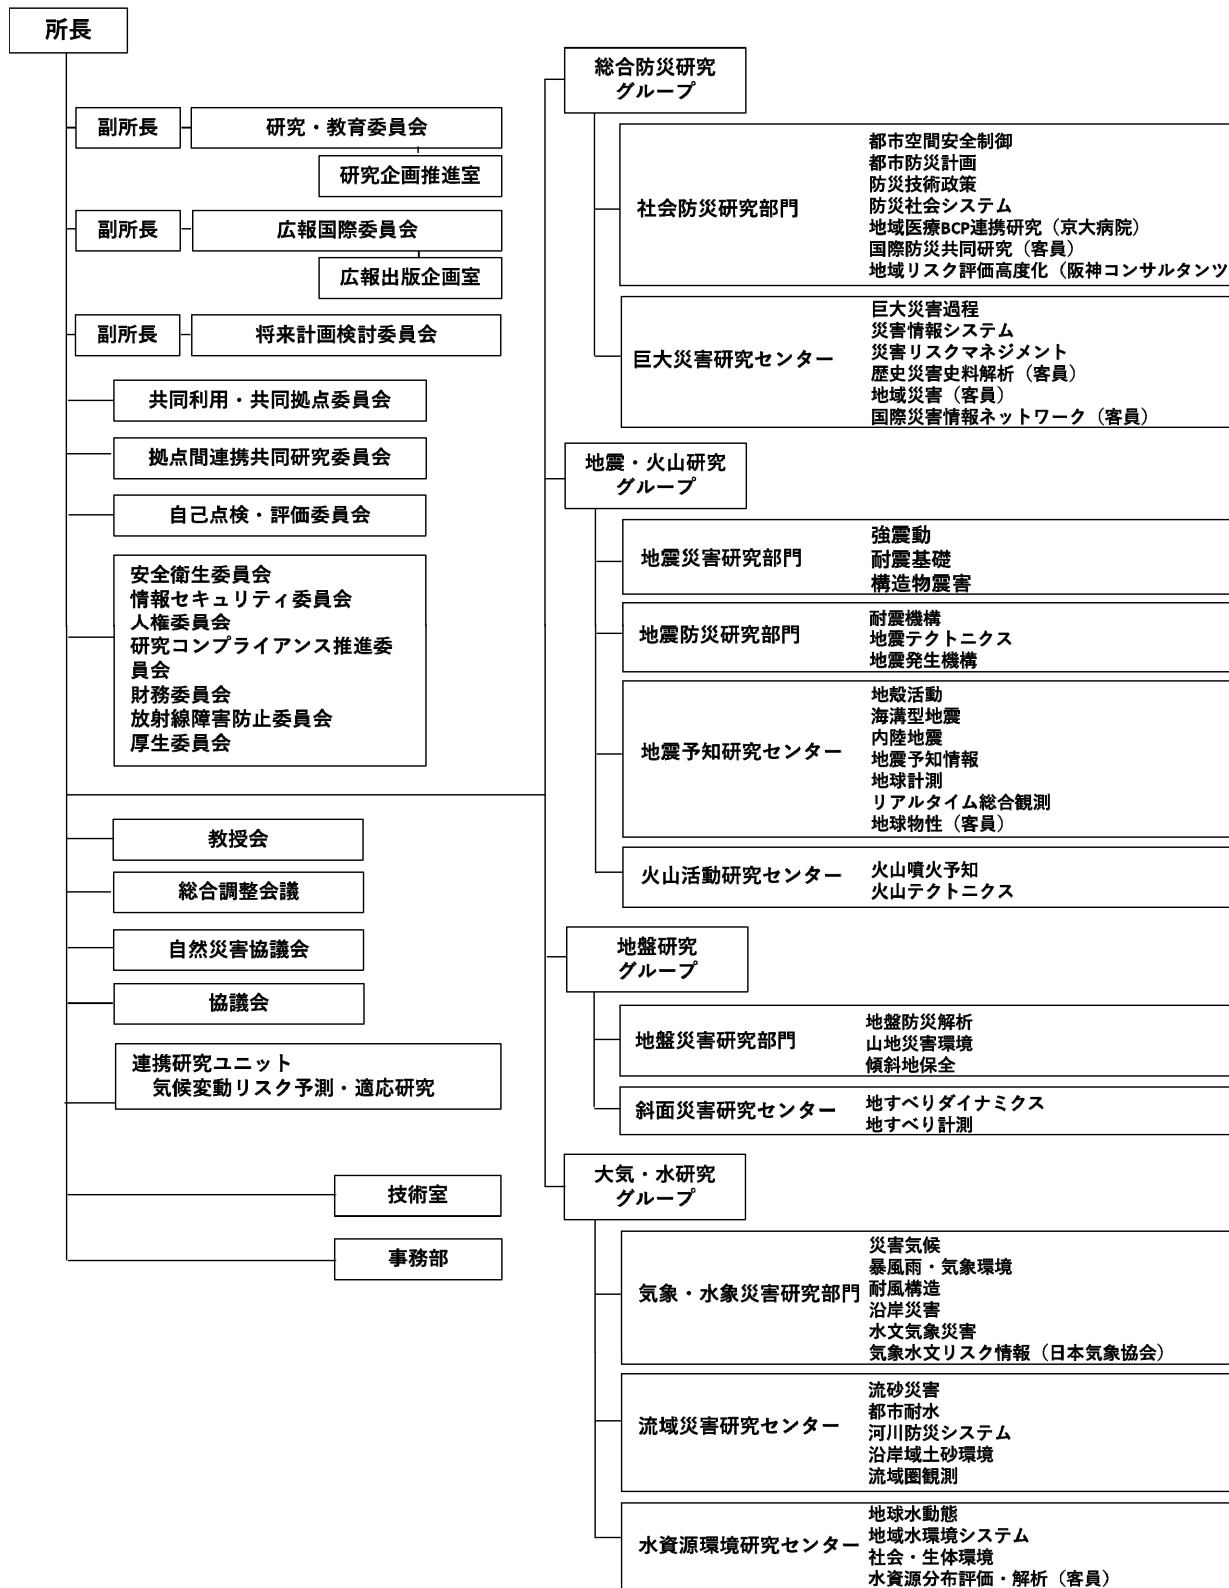 所長
副所長
研究・教育委員会
研究企画推進室
副所長
広報国際委員会
広報出版企画室
副所長
将来計画検討委員会
共同利用・共同拠点委員会
拠点間連携共同研究委員会
自己点検・評価委員会
安全衛生委員会
情報セキュリティ委員会
人権委員会
研究コンプライアンス推進委
員会
財務委員会
放射線障害防止委員会
厚生委員会
教授会
総合調整会議
自然災害協議会
協議会
連携研究ユニット
気候変動リスク予測・適応研究
技術室
事務部
総合防災研究
グループ
社会防災研究部門
都市空間安全制御
都市防災計画
防災技術政策
防災社会システム
地域医療BCP連携研究（京大病院）
国際防災共同研究（客員）
地域リスク評価高度化（阪神コンサルタンツ
巨大災害研究センター
巨大災害過程
災害情報システム
災害リスクマネジメント
歴史災害史料解析（客員）
地域災害（客員）
国際災害情報ネットワーク（客員）
地震・火山研究
グループ
地震災害研究部門
強震動
耐震基礎
構造物震害
地震防災研究部門
耐震機構
地震テクトニクス
地震発生機構
地震予知研究センター
地殻活動
海溝型地震
内陸地震
地震予知情報
地球計測
リアルタイム総合観測
地球物性（客員）
火山活動研究センター
火山噴火予知
火山テクトニクス
地盤研究
グループ
地盤災害研究部門
地盤防災解析
山地災害環境
傾斜地保全
斜面災害研究センター
地すべりダイナミクス
地すべり計測
大気・水研究
グループ
気象・水象災害研究部門
災害気候
暴風雨・気象環境
耐風構造
沿岸災害
水文気象災害
気象水文リスク情報（日本気象協会）
流域災害研究センター
流砂災害
都市耐水
河川防災システム
沿岸域土砂環境
流域圏観測
水資源環境研究センター
地球水動態
地域水環境システム
社会・生体環境
水資源分布評価・解析（客員）